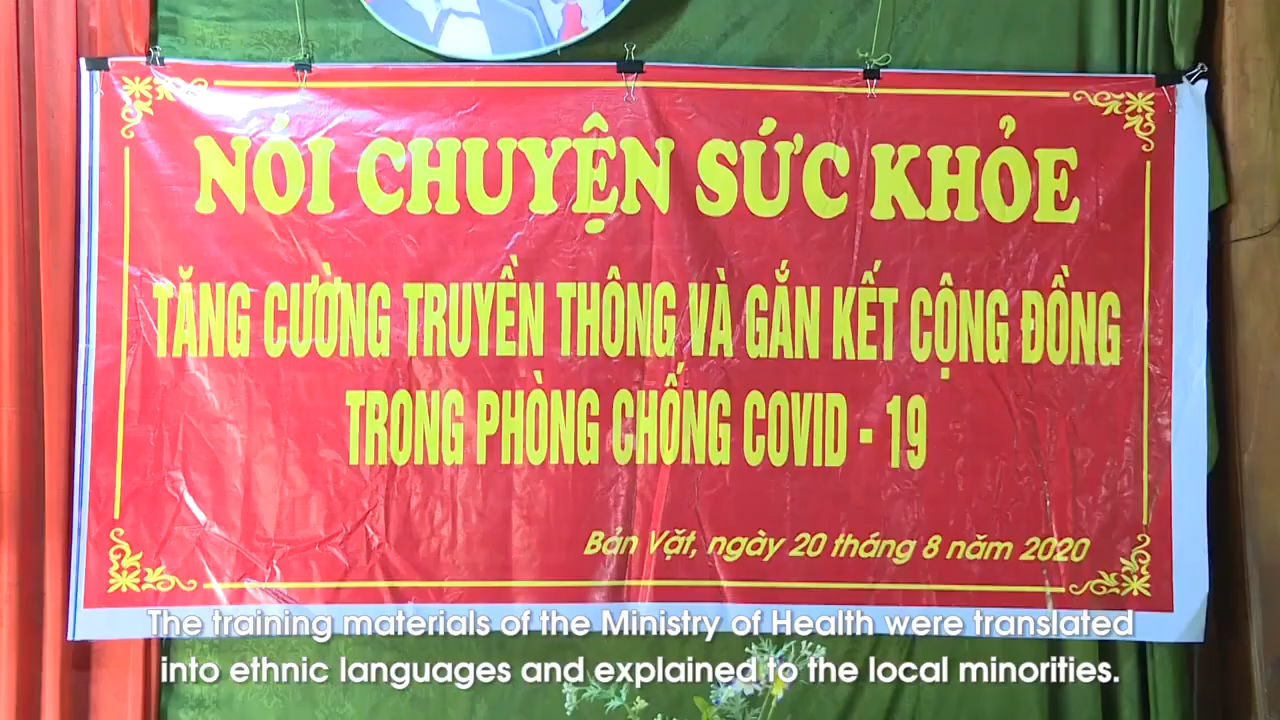 NÓI CHUYỆN SỨC KHỎE
TĂNG CƯỜNG TRUYỀN THÔNG VÀ GẮN KẾT CỘNG ĐỒNG
TRONG PHÒNG CHỐNG COVID - 19
Bản Vặt, ngày 20 tháng 8 năm 2020
The training materials of the Ministry of Health were translated
into ethnic languages and explained to the local minorities.